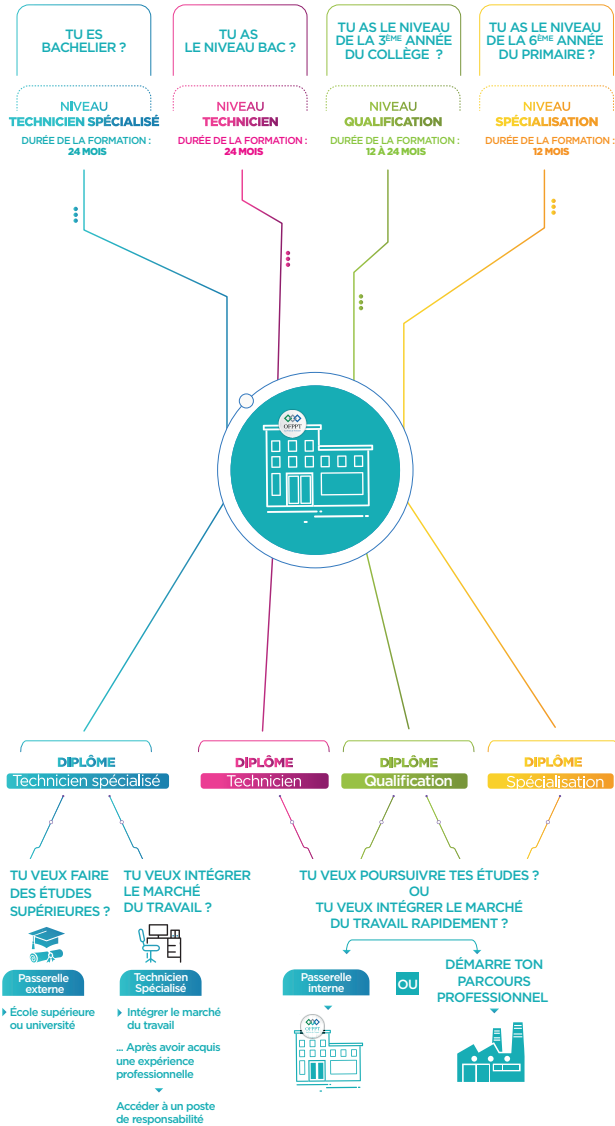 TU ES
BACHELIER ?
TU AS
LE NIVEAU BAC ?
TU AS LE NIVEAU
DE LA 3ÈME ANNÉE
DU COLLÈGE ?
TU AS LE NIVEAU
DE LA 6ÈME ANNÉE
DU PRIMAIRE ?
NIVEAU
TECHNICIEN SPÉCIALISÉ
DURÉE DE LA FORMATION :
24 MOIS
NIVEAU
TECHNICIEN
DURÉE DE LA FORMATION :
24 MOIS
NIVEAU
QUALIFICATION
DURÉE DE LA FORMATION :
12 À 24 MOIS
NIVEAU
SPÉCIALISATION
DURÉE DE LA FORMATION :
12 MOIS
OFPPT
DIPLÔME
Technicien spécialisé
DIPLÔME
Technicien
DIPLÔME
Qualification
DIPLÔME
Spécialisation
TU VEUX FAIRE
DES ÉTUDES
SUPÉRIEURES ?
Passerelle
externe
École supérieure
ou université
TU VEUX INTÉGRER
LE MARCHÉ
DU TRAVAIL ?
Technicien
Spécialisé
Intégrer le marché
du travail
... Après avoir acquis
une expérience
professionnelle
Accéder à un poste
de responsabilité
TU VEUX POURSUIVRE TES ÉTUDES ?
OU
TU VEUX INTÉGRER LE MARCHÉ
DU TRAVAIL RAPIDEMENT ?
Passerelle
interne
OFPPT
OU
DÉMARRE TON
PARCOURS
PROFESSIONNEL